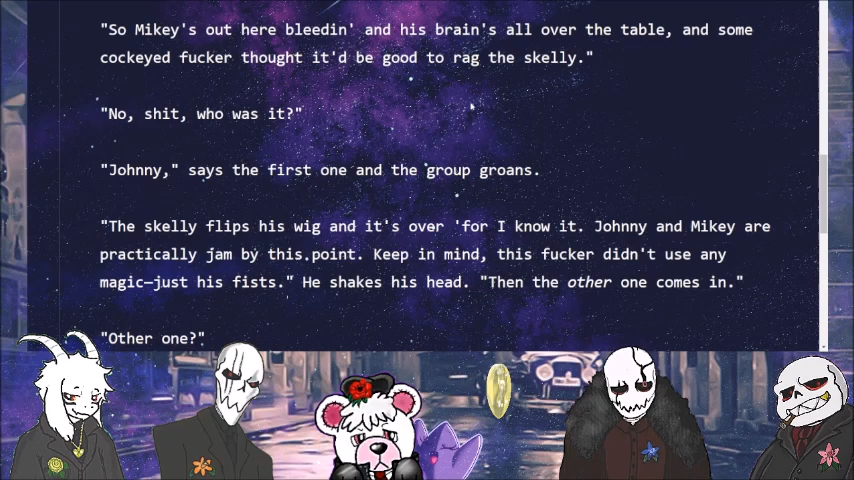 "So Mikey's out here bleedin' and his brain's all over the table, and some
cockeyed fucker thought it'd be good to rag the skelly."
"No, shit, who was it?"
"Johnny," says the first one and the group groans.
"The skelly flips his wig and it's over 'for I know it. Johnny and Mikey are
practically jam by this point. Keep in mind, this fucker didn't use any
magic—just his fists." He shakes his head. "Then the other one comes in."
"Other one?"